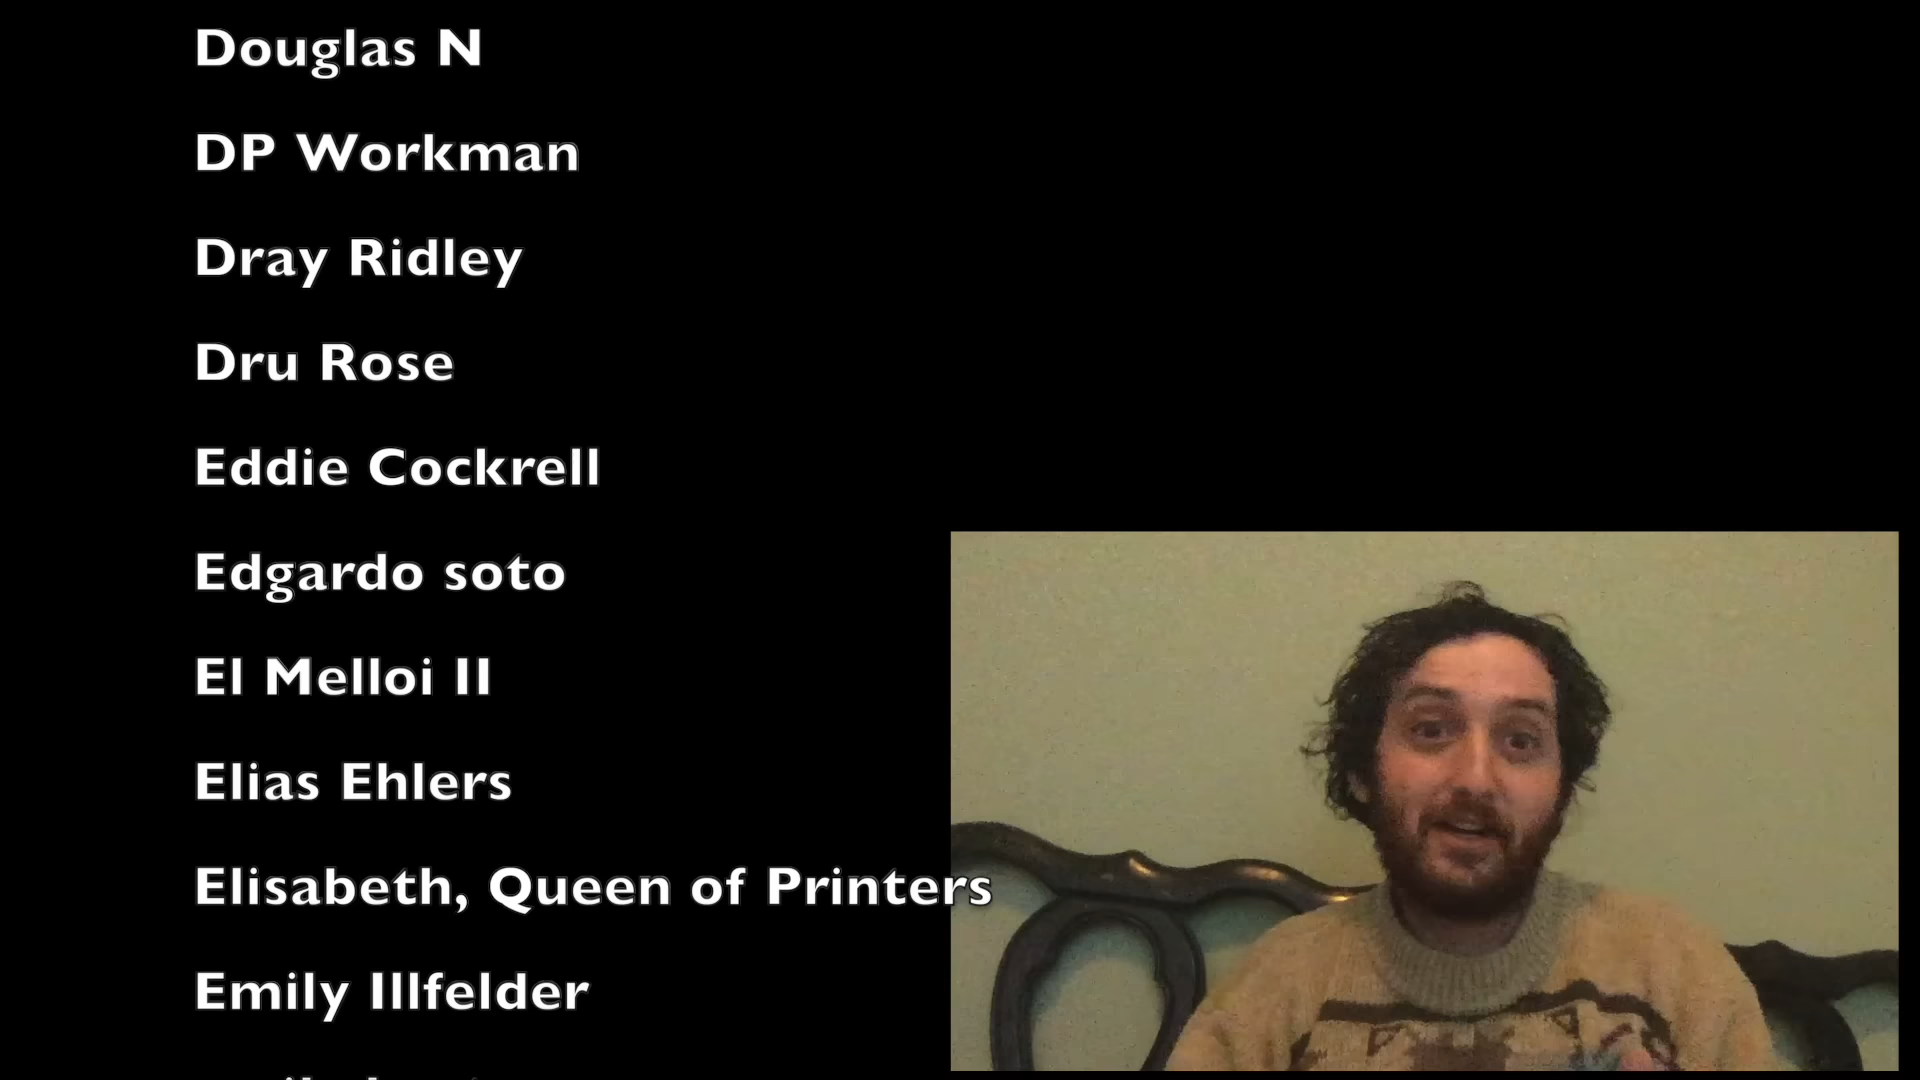 Douglas N
DP Workman
Dray Ridley
Dru Rose
Eddie Cockrell
Edgardo soto
El Melloi II
Elias Ehlers
Elisabeth, Queen of Printers
Emily Illfelder